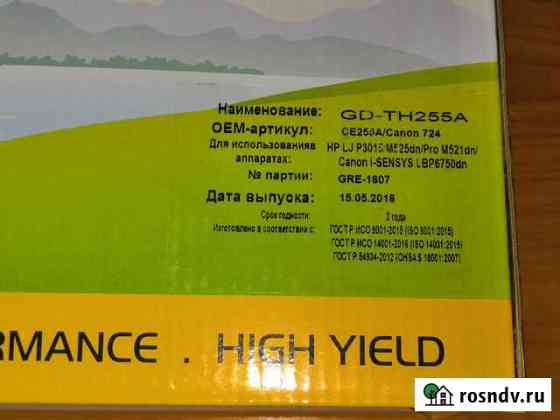 Наименование: GD-TH255A
OEM-артикул: CE255A/Canon 724
Для использования в аппаратах: HP LJ P3015/M525dn/Pro M521dn/
Canon i-SENSYS LBP6750dn
№ партии: GRE-1807
Дата выпуска: 15.05.2018
Срок годности: 2 года
Изготовлено в соответствии с: ГОСТ Р ИСО 9001-2015 (ISO 9001:2015)
ГОСТ Р ИСО 14001-2016 (ISO 14001:2015)
ГОСТ Р 54934-2012 (OHSAS 18001:2007)
RMANCE . HIGH YIELD
rosndv.ru